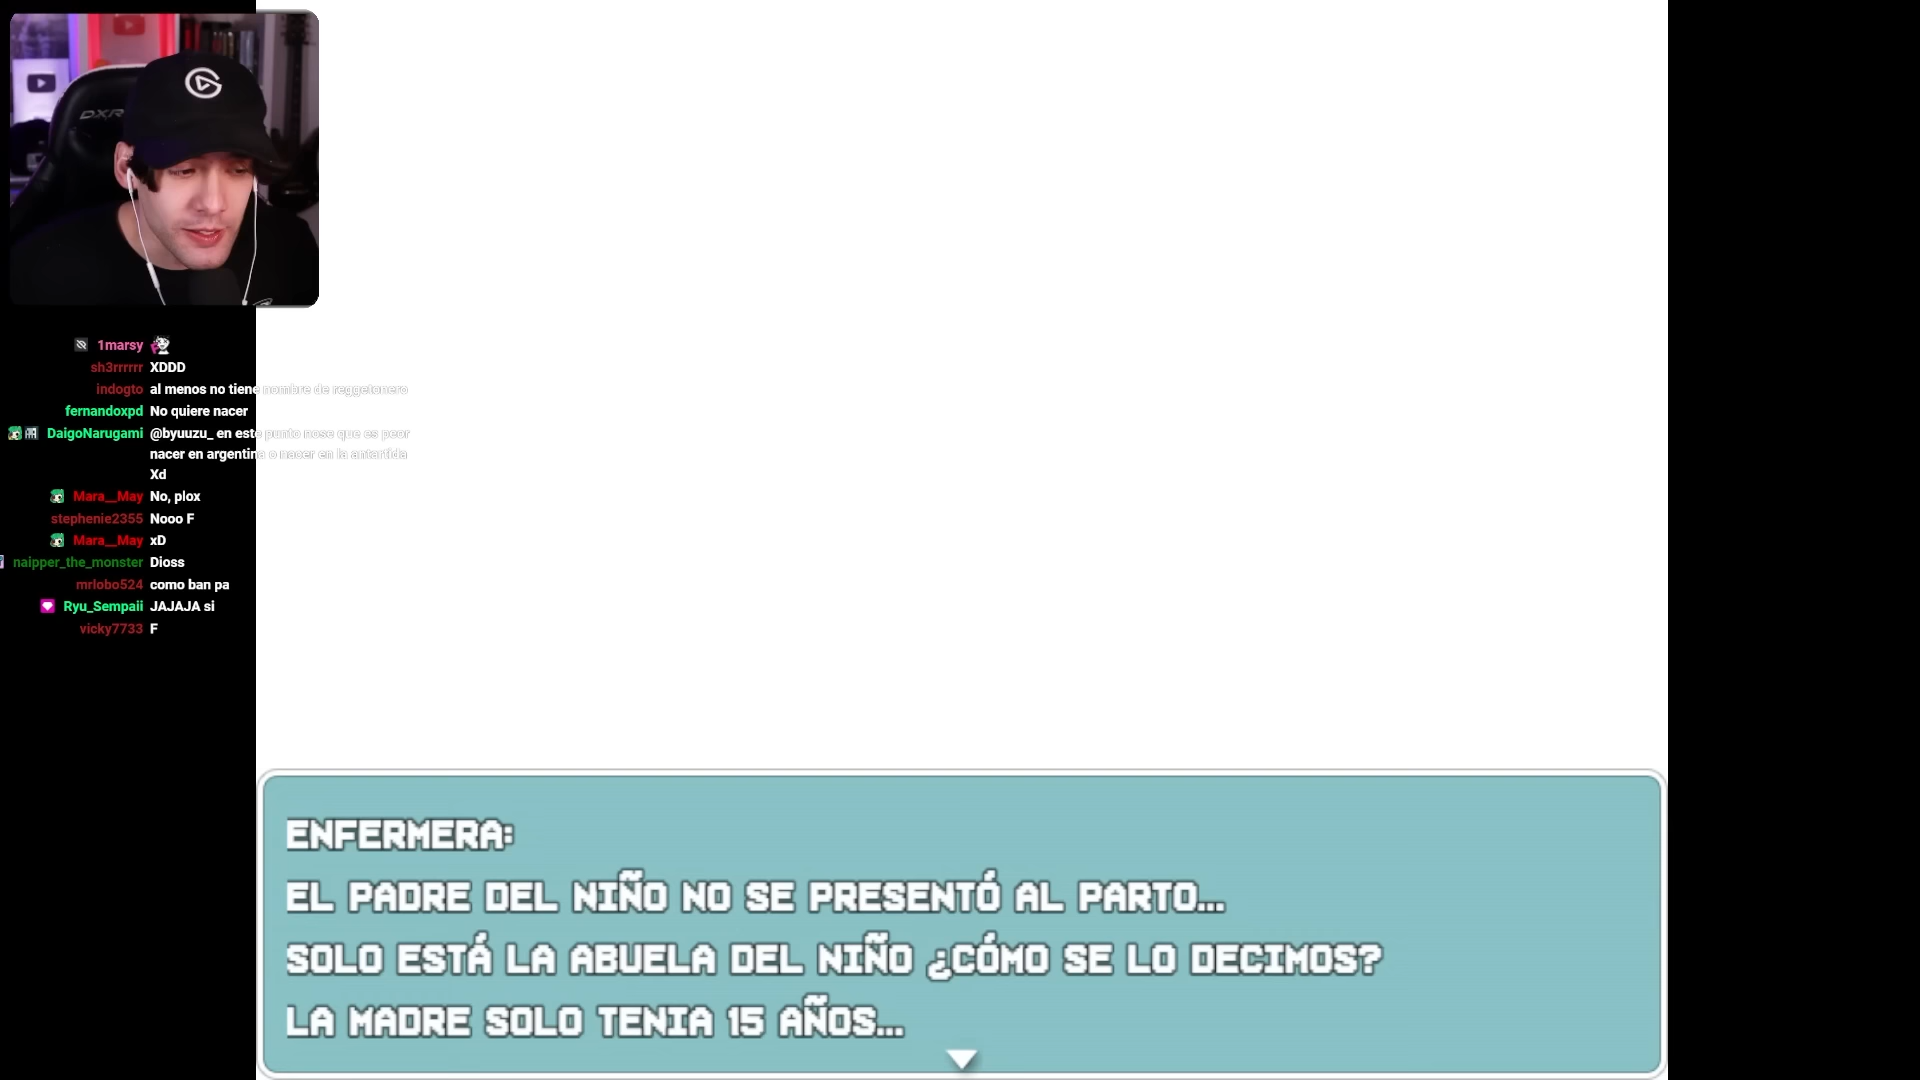 DXR
1marsy
sh3rrrrrr XDDD
indogto al menos no tiene nombre de reggetonero
fernandoxpd No quiere nacer
DaigoNarugami @byuuzu_ en este punto nose que es peor
nacer en argentina o nacer en la antartida
Xd
Mara__May No, plox
stephenie2355 Nooo F
Mara__May xD
naipper_the_monster Dioss
mrlobo524 como ban pa
Ryu_Sempaii JAJAJA si
vicky7733 F
ENFERMERA:
EL PADRE DEL NIÑO NO SE PRESENTÓ AL PARTO...
SOLO ESTÁ LA ABUELA DEL NIÑO ¿CÓMO SE LO DECIMOS?
LA MADRE SOLO TENIA 15 AÑOS...